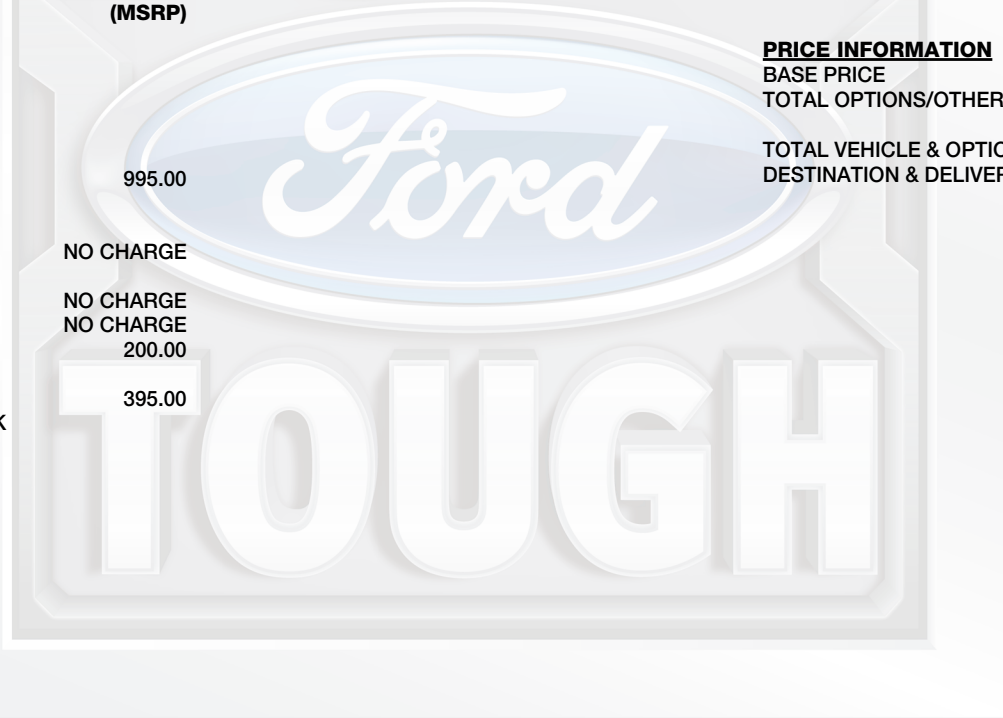 (MSRP)
995.00
NO CHARGE
NO CHARGE
NO CHARGE
200.00
395.00
K
PRICE INFORMATION
BASE PRICE
TOTAL OPTIONS/OTHER
TOTAL VEHICLE & OPTIO
DESTINATION & DELIVER
Ford
TOUGH